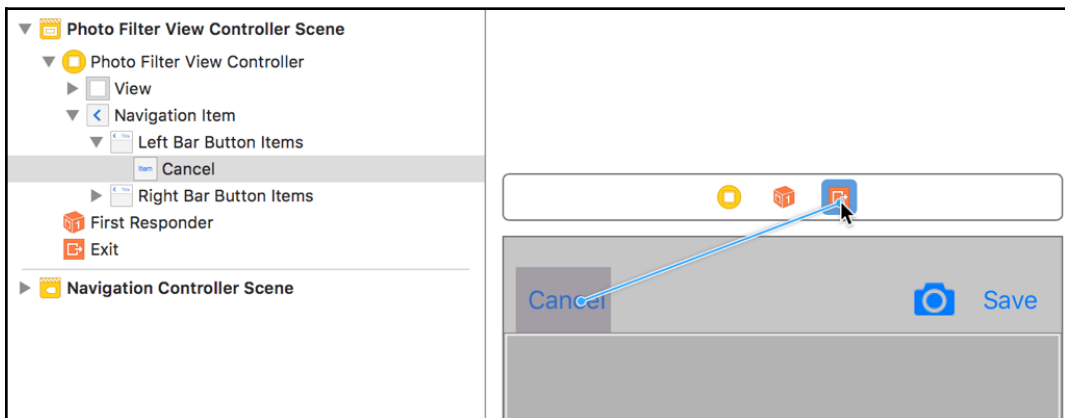 Photo Filter View Controller Scene
Photo Filter View Controller
View
Navigation Item
Left Bar Button Items
Item Cancel
Right Bar Button Items
First Responder
Exit
Navigation Controller Scene
Cancel
Save